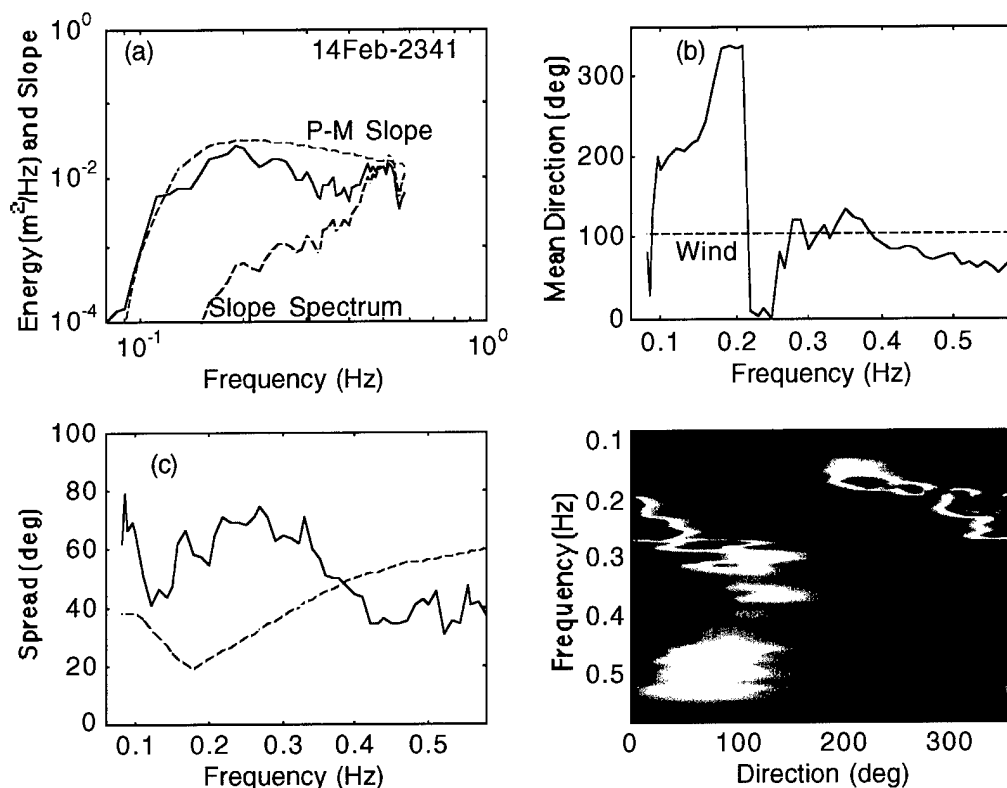 (a)
14Feb-2341
P-M Slope
Slope Spectrum
Energy (m²/Hz) and Slope
10⁰
10⁻²
10⁻⁴
10⁻¹
10⁰
Frequency (Hz)
(b)
Wind
Mean Direction (deg)
300
200
100
0
0.1
0.2
0.3
0.4
0.5
Frequency (Hz)
(c)
Spread (deg)
100
80
60
40
20
0
0.1
0.2
0.3
0.4
0.5
Frequency (Hz)
Frequency (Hz)
0.1
0.2
0.3
0.4
0.5
0
100
200
300
Direction (deg)